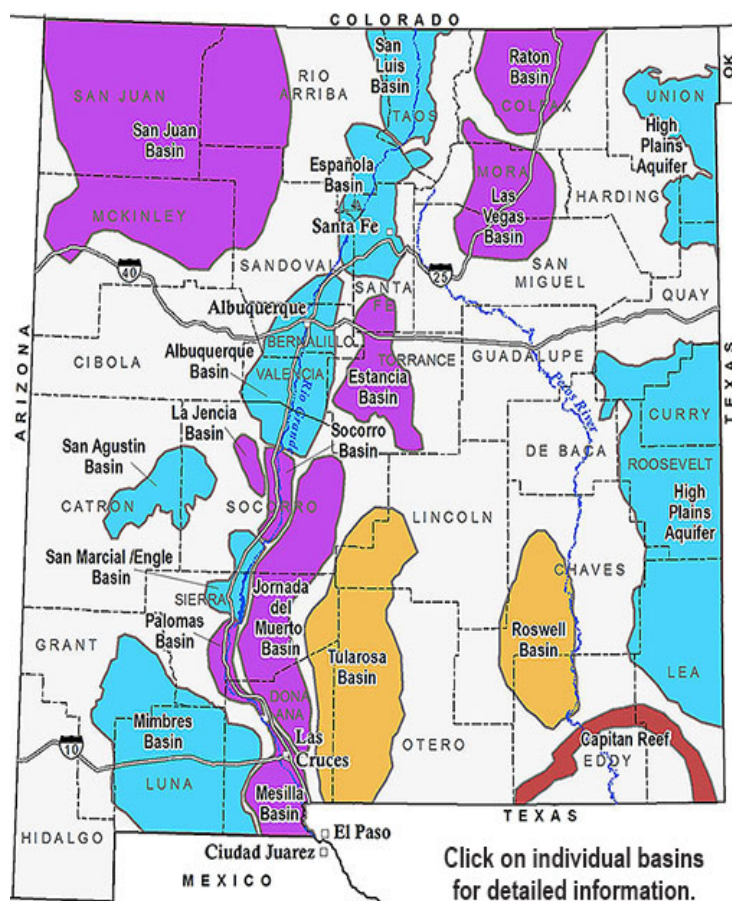 COLORADO
OK
San
Luis
Basin
Raton
Basin
RIO
ARRIBA
SAN JUAN
San Juan
Basin
TAOS
COLFAX
UNION
High
Plains
Aquifer
Española
Basin
MORA
Las
Vegas
Basin
HARDING
MCKINLEY
Santa Fe
SANDOVAL
40
25
SANTA
FE
SAN
MIGUEL
QUAY
Albuquerque
BERNALILLO
ARIZONA
CIBOLA
Albuquerque
Basin
VALENCIA
Rio Grande
TORRANCE
Estancia
Basin
GUADALUPE
Pecos River
TEXAS
CURRY
La Jencia
Basin
Socorro
Basin
San Agustin
Basin
DE BACA
ROOSEVELT
CATRON
SOCORRO
LINCOLN
High
Plains
Aquifer
San Marcial /Engle
Basin
SIERRA
Jornada
del
Muerto
Basin
CHAVES
Palomas
Basin
GRANT
Roswell
Basin
Tularosa
Basin
LEA
DONA
ANA
Mimbres
Basin
Las
Cruces
OTERO
Capitan Reef
EDDY
10
LUNA
Mesilla
Basin
TEXAS
HIDALGO
El Paso
Ciudad Juarez
MEXICO
Click on individual basins
for detailed information.